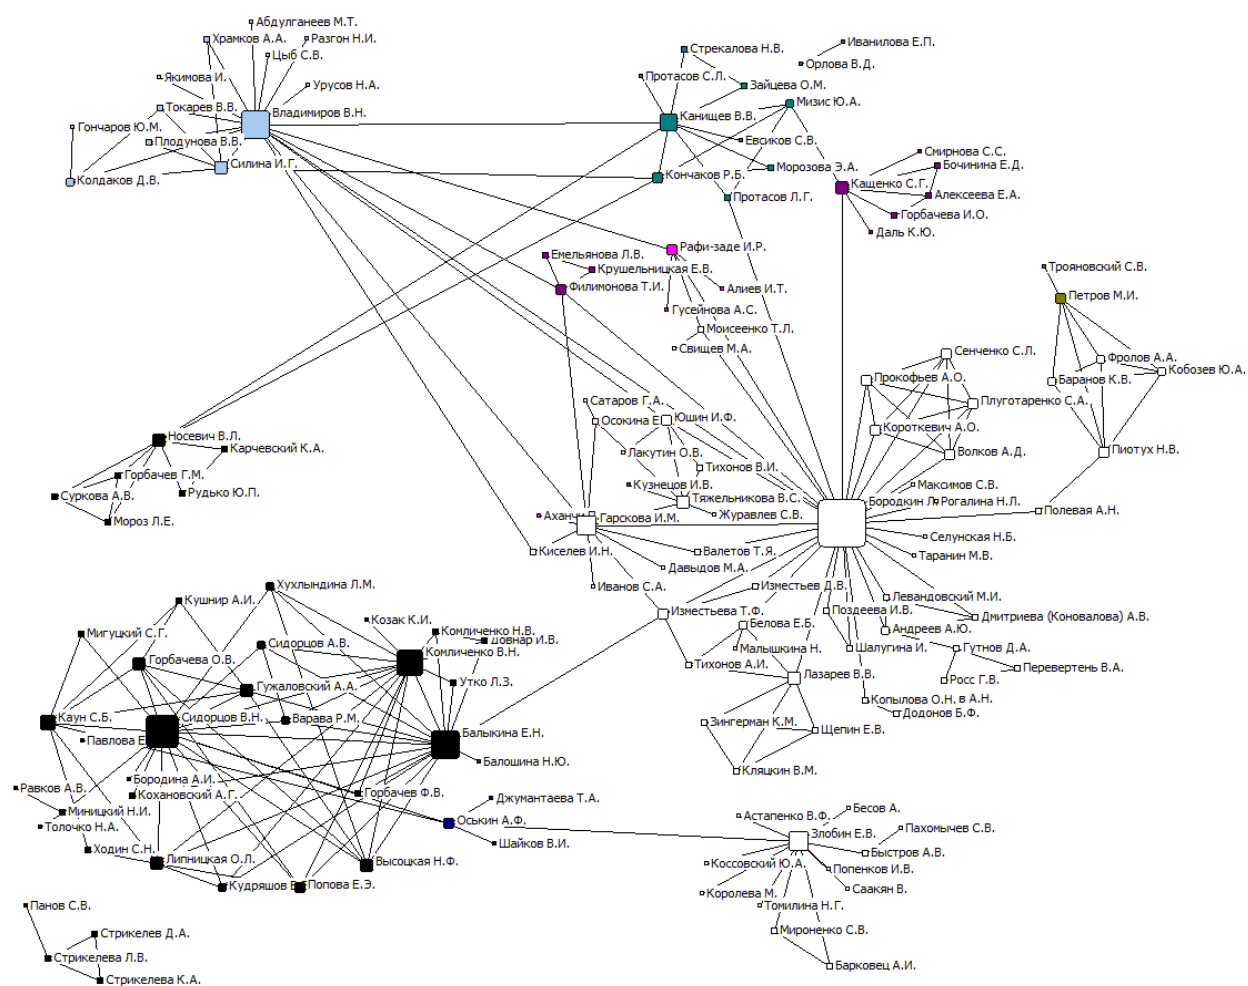 Абдулганеев М.Т.
Храмков А.А.
Разгон Н.И.
Цыб С.В.
Якимова И.
Урусов Н.А.
Токарев В.В.
Владимиров В.Н.
Гончаров Ю.М.
Плодунова В.В.
Силина И.Г.
Колдаков Д.В.
Стрекалова Н.В.
Иванилова Е.П.
Орлова В.Д.
Протасов С.Л.
Зайцева О.М.
Мизис Ю.А.
Канищев В.В.
Евсиков С.В.
Морозова Э.А.
Кончаков Р.Б.
Протасов Л.Г.
Смирнова С.С.
Бочинина Е.Д.
Кащенко С.Г.
Алексеева Е.А.
Горбачева И.О.
Даль К.Ю.
Рафи-заде И.Р.
Емельянова Л.В.
Крушельницкая Е.В.
Филимонова Т.И.
Алиев И.Т.
Гусейнова А.С.
Моисеенко Т.Л.
Свищев М.А.
Трояновский С.В.
Петров М.И.
Фролов А.А.
Кобозев Ю.А.
Баранов К.В.
Пиотух Н.В.
Сенченко С.Л.
Прокофьев А.О.
Плуготаренко С.А.
Короткевич А.О.
Волков А.Д.
Сатаров Г.А.
Осокина Е
Юшин И.Ф.
Лакутин О.В.
Тихонов В.И.
Кузнецов И.В.
Тяжельникова В.С.
Журавлев С.В.
Носевич В.Л.
Карчевский К.А.
Горбачев Г.М.
Рудько Ю.П.
Суркова А.В.
Мороз Л.Е.
Максимов С.В.
Бородкин Л
Рогалина Н.Л.
Полевая А.Н.
Аханчи
Гарскова И.М.
Селунская Н.Б.
Таранин М.В.
Киселев И.Н.
Валетов Т.Я.
Давыдов М.А.
Иванов С.А.
Изместьев Д.В.
Изместьева Т.Ф.
Левандовский М.И.
Поздеева И.В.
Дмитриева (Коновалова) А.В.
Белова Е.Б.
Андреев А.Ю.
Малышкина Н.
Шалугина И.
Гутнов Д.А.
Тихонов А.И.
Перевертень В.А.
Лазарев В.В.
Росс Г.В.
Копылова О.Н.
в А.Н.
Додонов Б.Ф.
Зингерман К.М.
Щепин Е.В.
Кляцкин В.М.
Хухлындина Л.М.
Кушнир А.И.
Козак К.И.
Мигуцкий С.Г.
Комличенко Н.В.
Довнар И.В.
Сидорцов А.В.
Комличенко В.Н.
Горбачева О.В.
Утко Л.З.
Гужаловский А.А.
Каун С.Б.
Сидорцов В.Н.
Варава Р.М.
Балыкина Е.Н.
Павлова Е
Балошина Н.Ю.
Бородина А.И.
Равков А.В.
Кохановский А.Г.
Горбачев Ф.В.
Джумантаева Т.А.
Миницкий Н.И.
Толочко Н.А.
Оськин А.Ф.
Шайков В.И.
Ходин С.Н.
Липницкая О.Л.
Высоцкая Н.Ф.
Кудряшов В
Попова Е.Э.
Бесов А.
Астапенко В.Ф.
Пахомычев С.В.
Злобин Е.В.
Быстров А.В.
Коссовский Ю.А.
Попенков И.В.
Саакян В.
Королева М.
Томилина Н.Г.
Мироненко С.В.
Барковец А.И.
Панов С.В.
Стрикелев Д.А.
Стрикелева Л.В.
Стрикелева К.А.